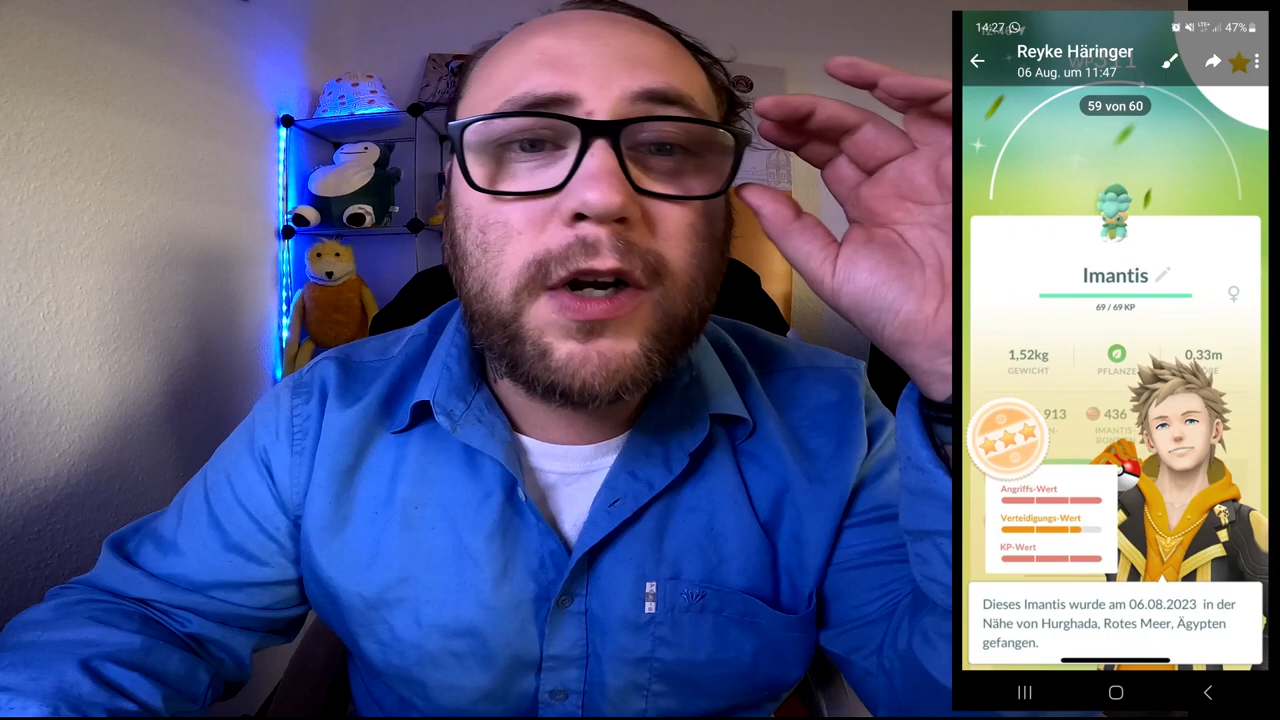 14:27
LTE+
47%
Reyke Häringer
06 Aug. um 11:47
59 von 60
Imantis
69 / 69 KP
1,52kg
0,33m
GEWICHT
PFLANZE
913
436
IMANTIS-
Angriffs-Wert
Verteidigungs-Wert
KP-Wert
Dieses Imantis wurde am 06.08.2023 in der
Nähe von Hurghada, Rotes Meer, Ägypten
gefangen.